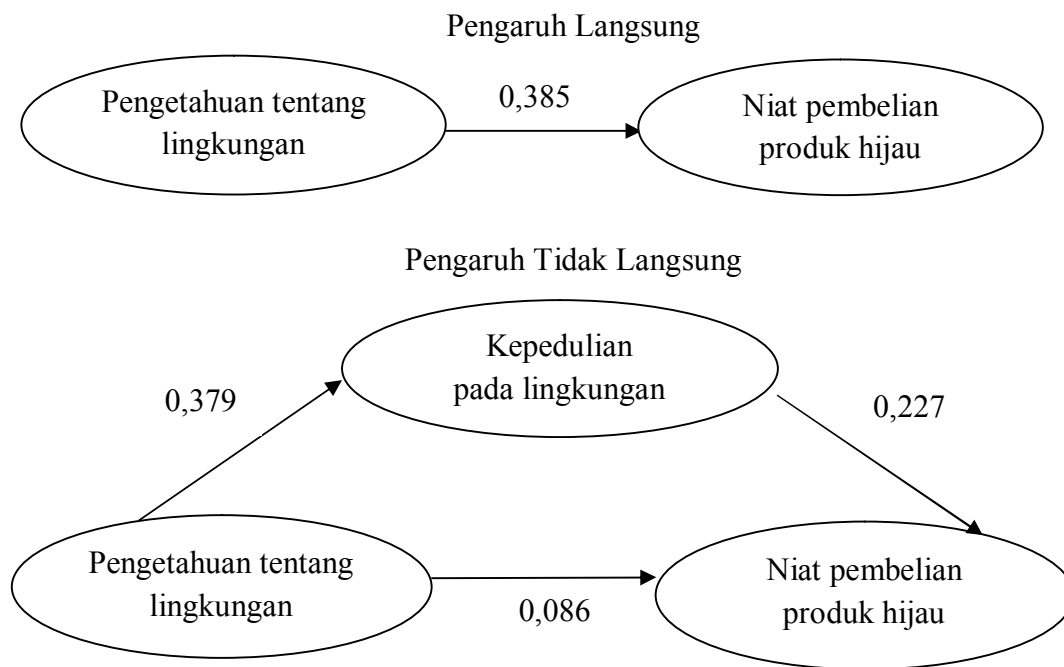 Pengaruh Langsung
Pengetahuan tentang
lingkungan
0,385
Niat pembelian
produk hijau
Pengaruh Tidak Langsung
Kepedulian
pada lingkungan
0,379
0,227
Pengetahuan tentang
lingkungan
0,086
Niat pembelian
produk hijau